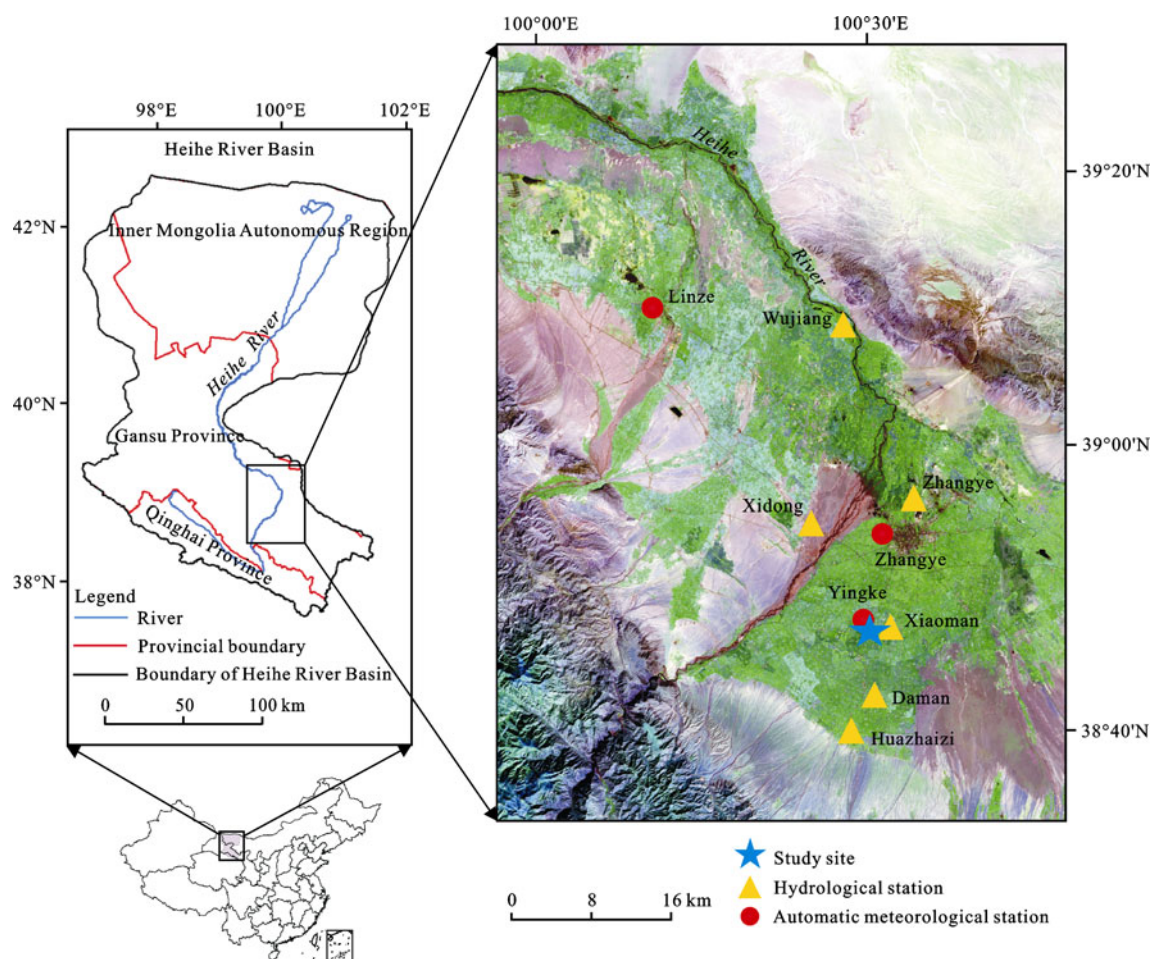 100°00'E
100°30'E
98°E
100°E
102°E
Heihe River Basin
42°N
Inner Mongolia Autonomous Region
Heihe River
40°N
Gansu Province
Qinghai Province
38°N
Legend
River
Provincial boundary
Boundary of Heihe River Basin
0 50 100 km
Heihe
River
39°20'N
Linze
Wujiang
39°00'N
Zhangye
Xidong
Zhangye
Yingke
Xiaoman
Daman
Huazhaizi
38°40'N
Study site
Hydrological station
Automatic meteorological station
0 8 16 km